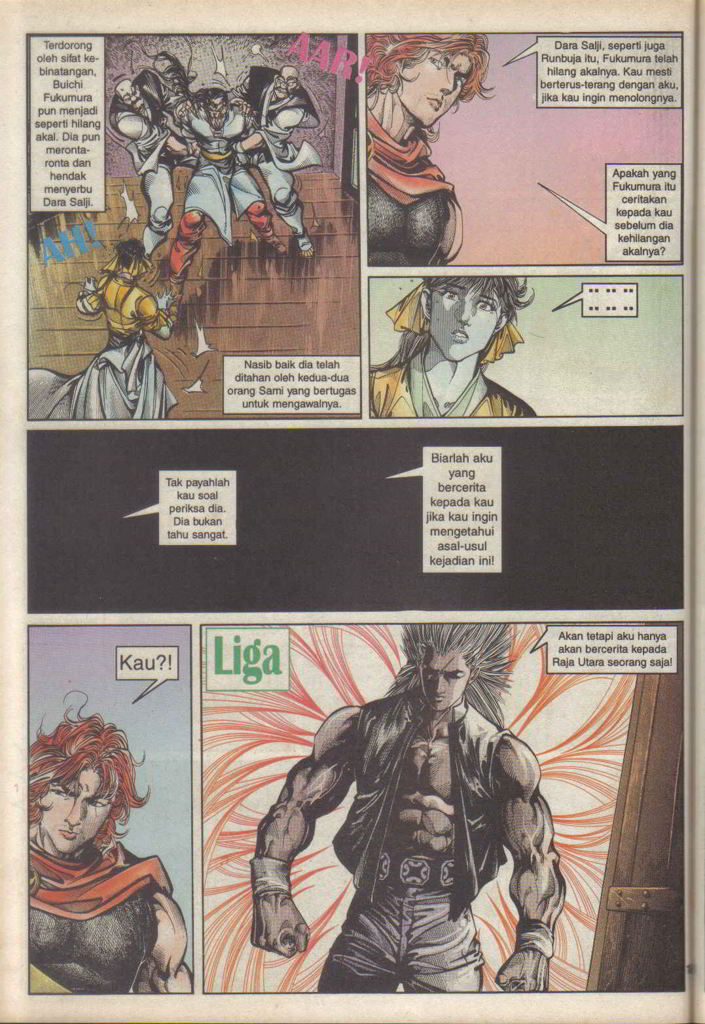 Terdorong
oleh sifat ke-
binatangan,
Buichi
Fukumura
pun menjadi
seperti hilang
akal. Dia pun
meronta-
ronta dan
hendak
menyerbu
Dara Salji.
AAR!
AH!
Nasib baik dia telah
ditahan oleh kedua-dua
orang Sami yang bertugas
untuk mengawalnya.
Dara Salji, seperti juga
Runbuja itu, Fukumura telah
hilang akalnya. Kau mesti
berterus-terang dengan aku,
jika kau ingin menolongnya.
Apakah yang
Fukumura itu
ceritakan
kepada kau
sebelum dia
kehilangan
akalnya?
.. .. ..
.. .. ..
Tak payahlah
kau soal
periksa dia.
Dia bukan
tahu sangat.
Biarlah aku
yang
bercerita
kepada kau
jika kau ingin
mengetahui
asal-usul
kejadian ini!
Kau?!
Liga
Akan tetapi aku hanya
akan bercerita kepada
Raja Utara seorang saja!